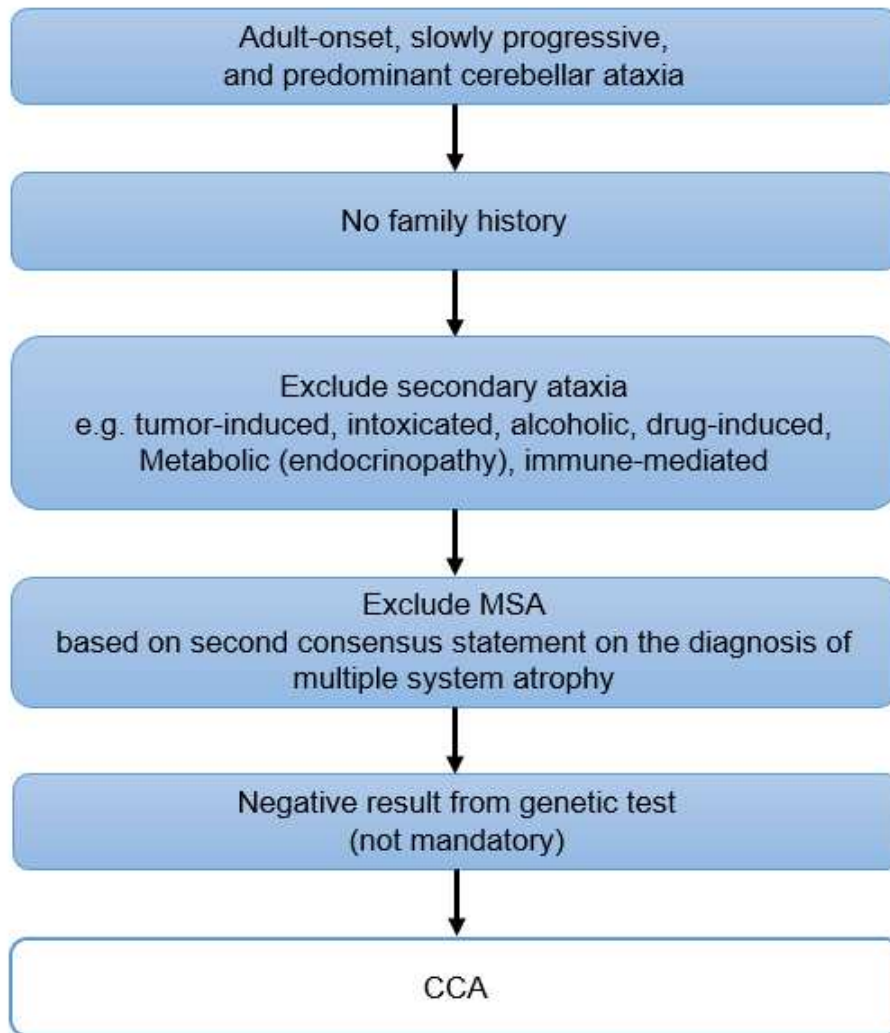 Adult-onset, slowly progressive,
and predominant cerebellar ataxia
No family history
Exclude secondary ataxia
e.g. tumor-induced, intoxicated, alcoholic, drug-induced,
Metabolic (endocrinopathy), immune-mediated
Exclude MSA
based on second consensus statement on the diagnosis of
multiple system atrophy
Negative result from genetic test
(not mandatory)
CCA